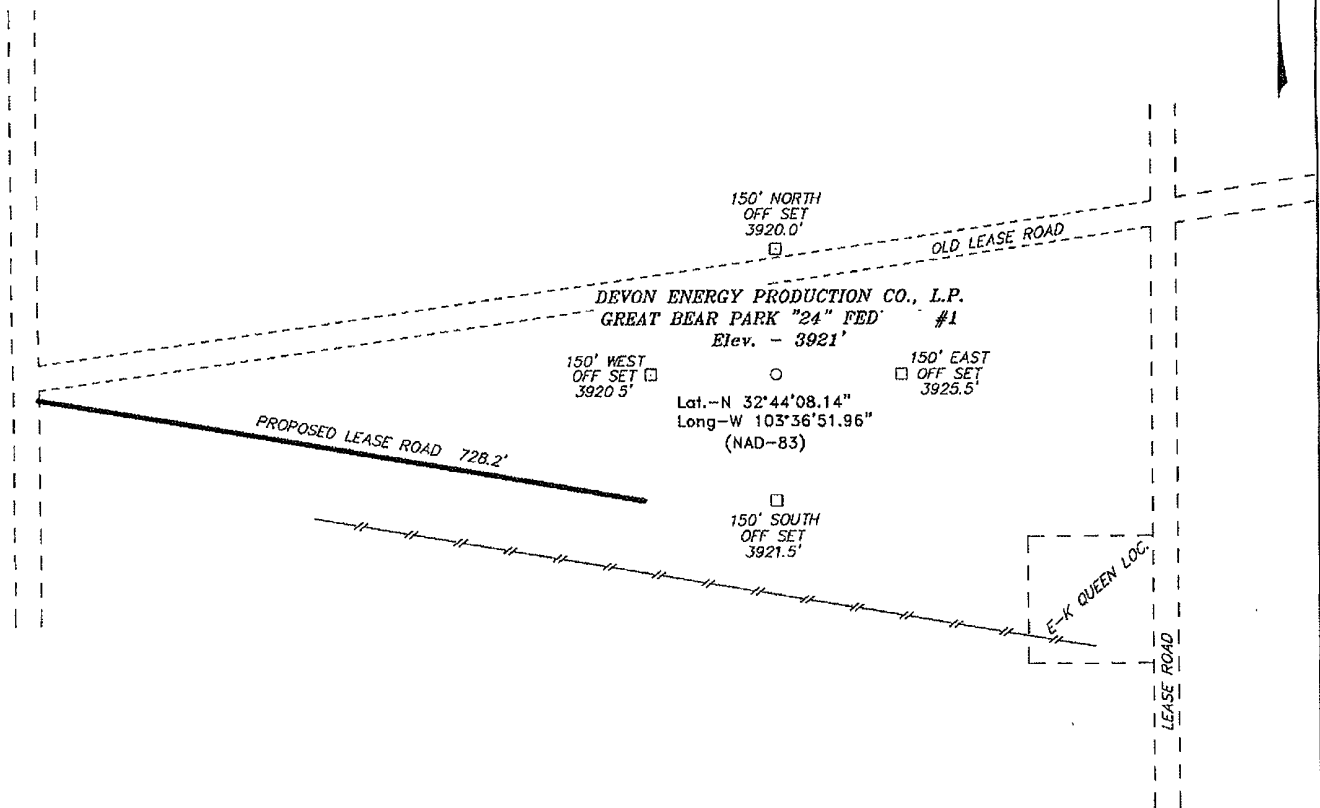 150' NORTH
OFF SET
3920.0'
OLD LEASE ROAD
DEVON ENERGY PRODUCTION CO., L.P.
GREAT BEAR PARK "24" FED #1
Elev. - 3921'
150' WEST
OFF SET
3920 5'
150' EAST
OFF SET
3925.5'
Lat.-N 32°44'08.14"
Long-W 103°36'51.96"
(NAD-83)
PROPOSED LEASE ROAD 728.2'
150' SOUTH
OFF SET
3921.5'
E-K QUEEN LOC.
LEASE ROAD